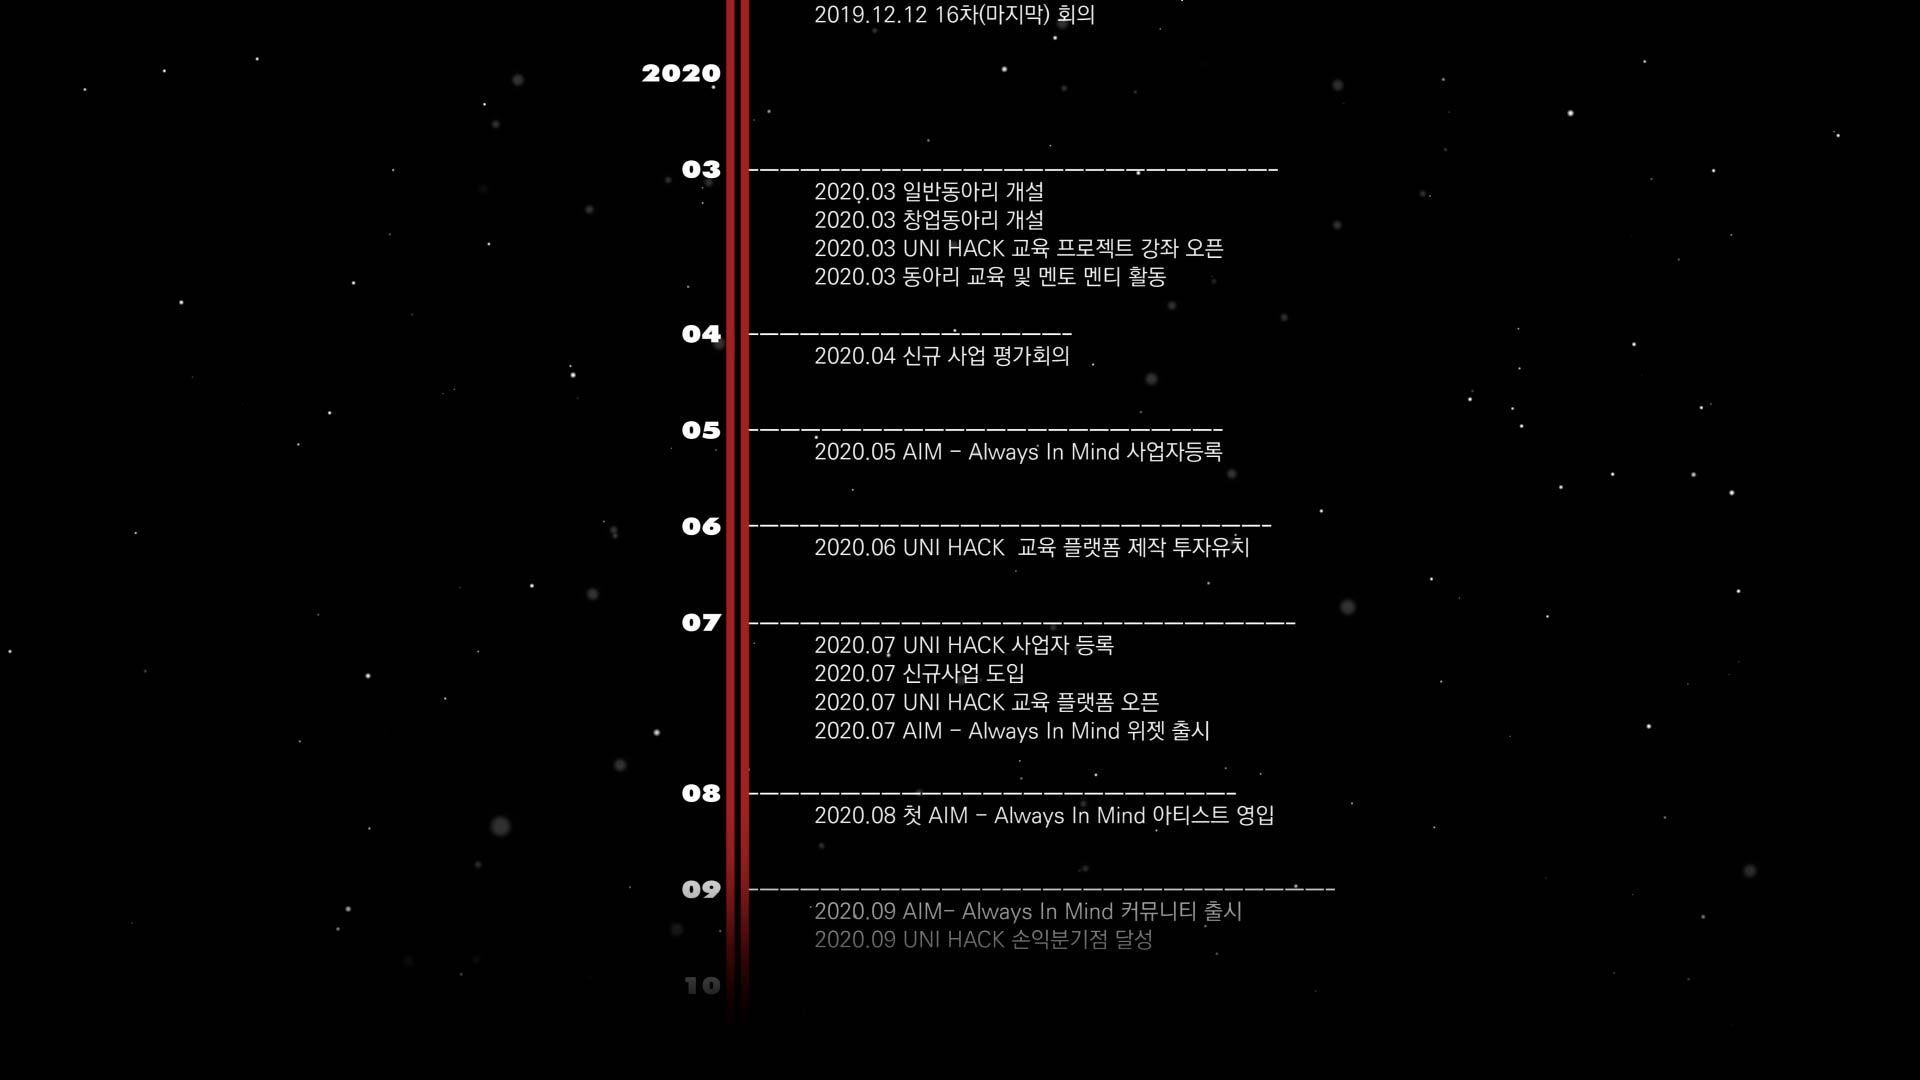 2019.12.12 16차(마지막) 회의
2020
03
2020.03 일반동아리 개설
2020.03 창업동아리 개설
2020.03 UNI HACK 교육 프로젝트 강좌 오픈
2020.03 동아리 교육 및 멘토 멘티 활동
04
2020.04 신규 사업 평가회의
05
2020.05 AIM - Always In Mind 사업자등록
06
2020.06 UNI HACK  교육 플랫폼 제작 투자유치
07
2020.07 UNI HACK 사업자 등록
2020.07 신규사업 도입
2020.07 UNI HACK 교육 플랫폼 오픈
2020.07 AIM - Always In Mind 위젯 출시
08
2020.08 첫 AIM - Always In Mind 아티스트 영입
09
2020.09 AIM- Always In Mind 커뮤니티 출시
2020.09 UNI HACK 손익분기점 달성
10